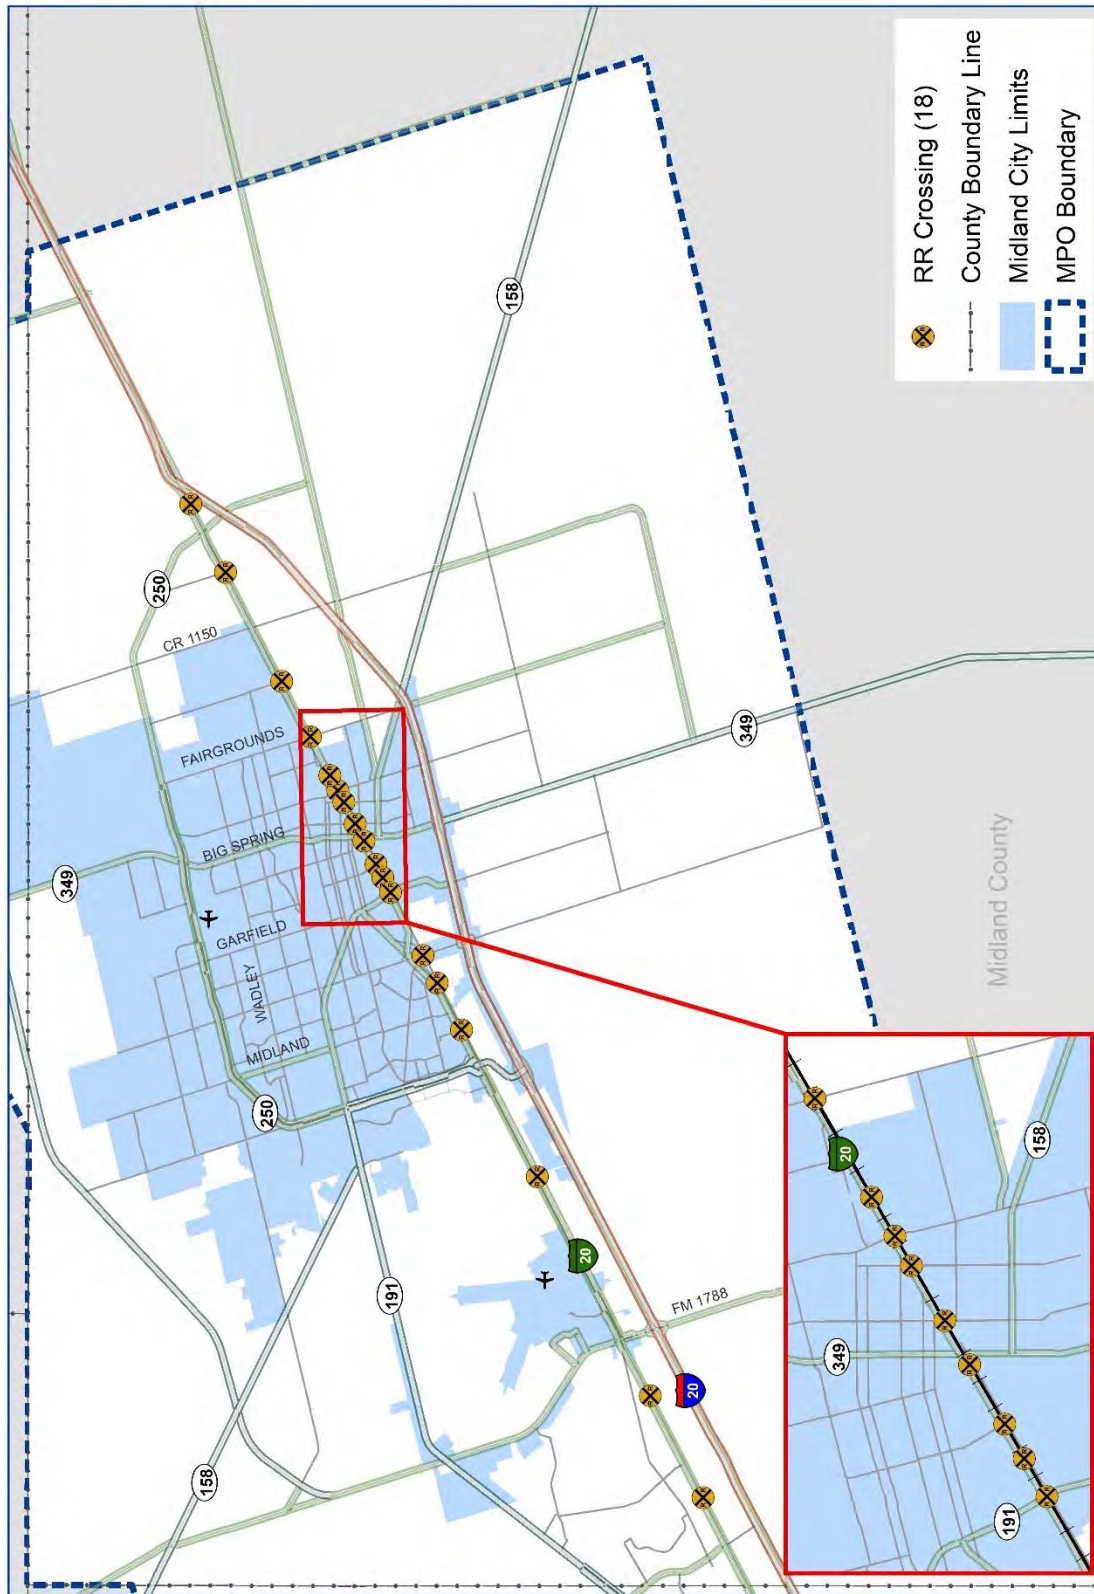 158
250
CR 1150
FAIRGROUNDS
349
BIG SPRING
GARFIELD
WADLEY
MIDLAND
250
349
191
158
20
FM 1788
20
Midland County
20
158
349
191
RR Crossing (18)
County Boundary Line
Midland City Limits
MPO Boundary